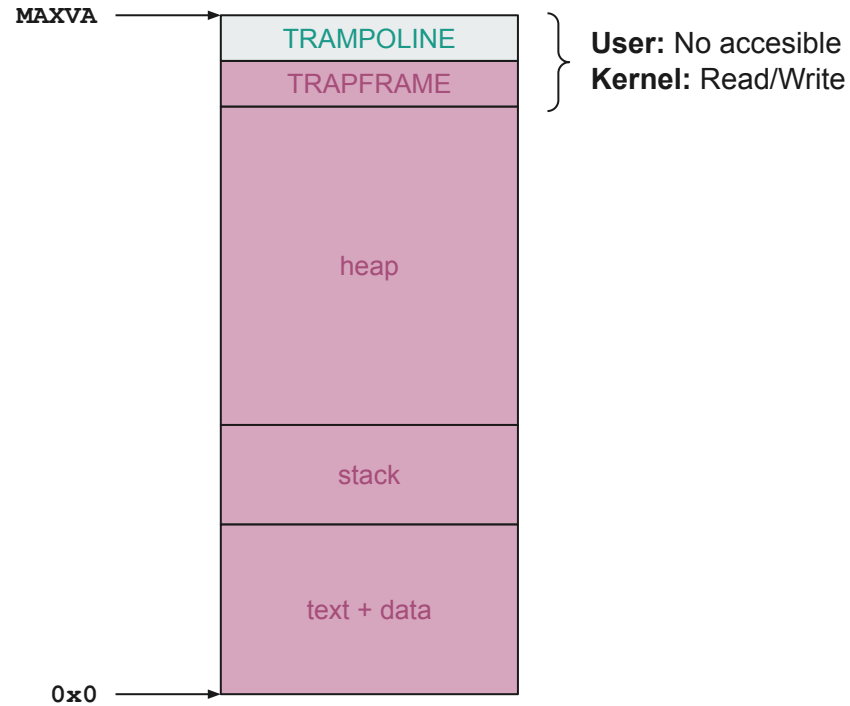 MAXVA
TRAMPOLINE
TRAPFRAME
User: No accesible
Kernel: Read/Write
heap
stack
text + data
0x0